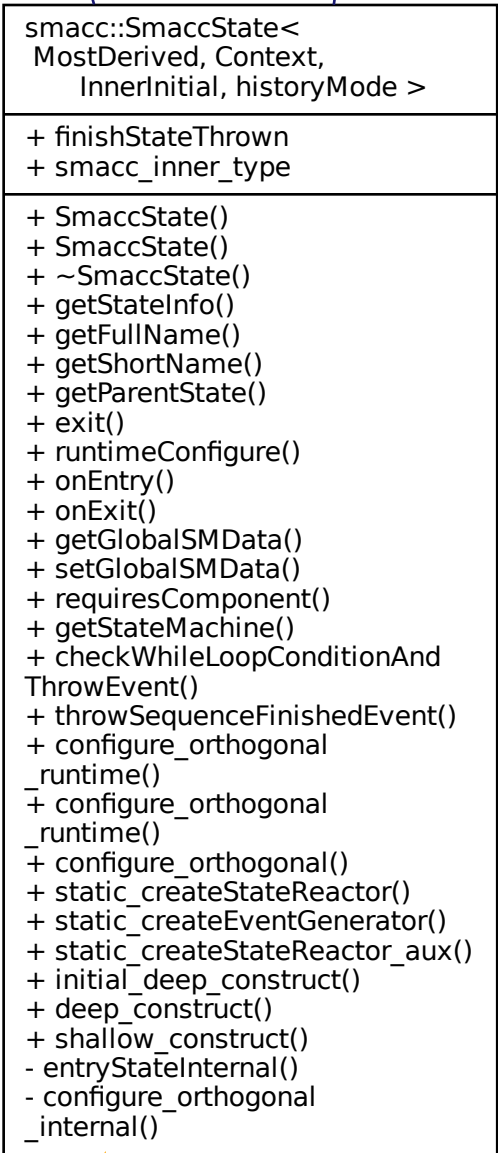 smacc::SmaccState<
MostDerived, Context,
InnerInitial, historyMode >
+ finishStateThrown
+ smacc_inner_type
+ SmaccState()
+ SmaccState()
+ ~SmaccState()
+ getStateInfo()
+ getFullName()
+ getShortName()
+ getParentState()
+ exit()
+ runtimeConfigure()
+ onEntry()
+ onExit()
+ getGlobalSMData()
+ setGlobalSMData()
+ requiresComponent()
+ getStateMachine()
+ checkWhileLoopConditionAnd
ThrowEvent()
+ throwSequenceFinishedEvent()
+ configure_orthogonal
_runtime()
+ configure_orthogonal
_runtime()
+ configure_orthogonal()
+ static_createStateReactor()
+ static_createEventGenerator()
+ static_createStateReactor_aux()
+ initial_deep_construct()
+ deep_construct()
+ shallow_construct()
- entryStateInternal()
- configure_orthogonal
_internal()